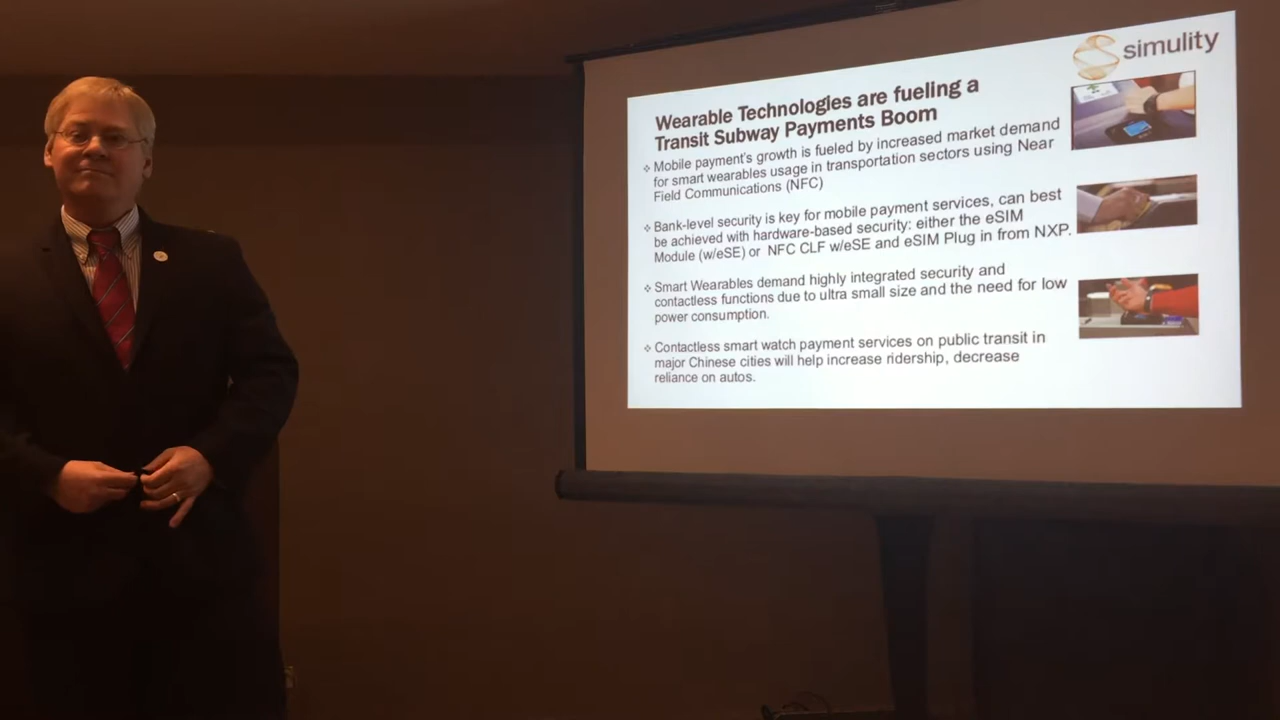 simulity
Wearable Technologies are fueling a
Transit Subway Payments Boom
❖ Mobile payment's growth is fueled by increased market demand
for smart wearables usage in transportation sectors using Near
Field Communications (NFC)
❖ Bank-level security is key for mobile payment services, can best
be achieved with hardware-based security: either the eSIM
Module (w/eSE) or NFC CLF w/eSE and eSIM Plug in from NXP.
❖ Smart Wearables demand highly integrated security and
contactless functions due to ultra small size and the need for low
power consumption.
❖ Contactless smart watch payment services on public transit in
major Chinese cities will help increase ridership, decrease
reliance on autos.